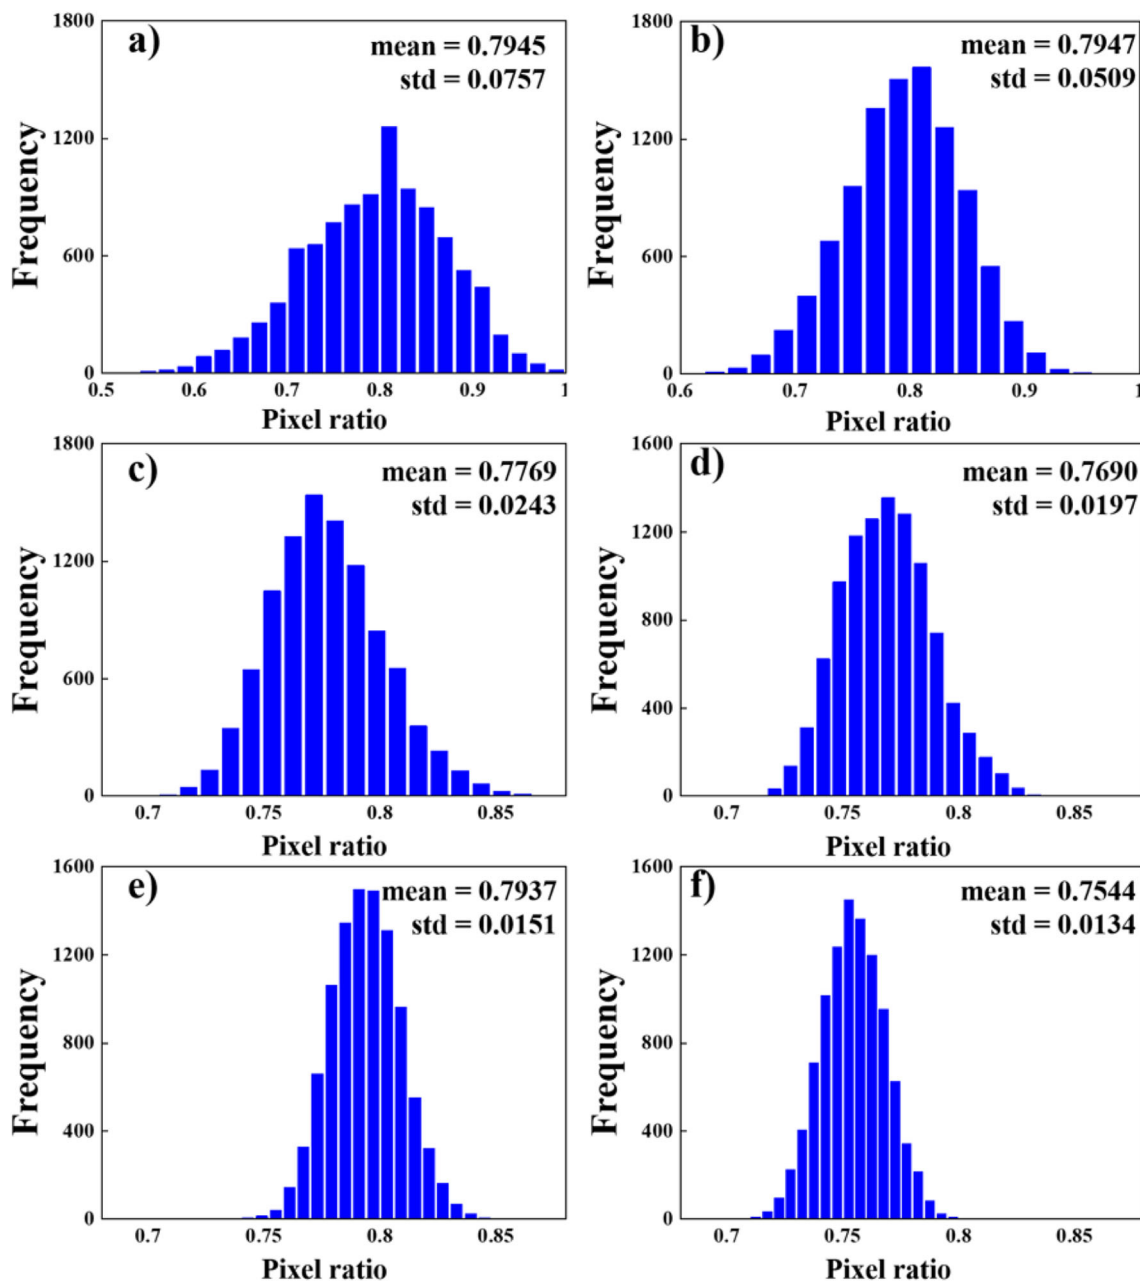 a)
mean = 0.7945
std = 0.0757
1800
1200
600
0
0.5
0.6
0.7
0.8
0.9
1
Frequency
Pixel ratio
b)
mean = 0.7947
std = 0.0509
1800
1200
600
0
0.6
0.7
0.8
0.9
1
Frequency
Pixel ratio
c)
mean = 0.7769
std = 0.0243
1800
1200
600
0
0.7
0.75
0.8
0.85
Frequency
Pixel ratio
d)
mean = 0.7690
std = 0.0197
1600
1200
800
400
0
0.7
0.75
0.8
0.85
Frequency
Pixel ratio
e)
mean = 0.7937
std = 0.0151
1600
1200
800
400
0
0.7
0.75
0.8
0.85
Frequency
Pixel ratio
f)
mean = 0.7544
std = 0.0134
1600
1200
800
400
0
0.7
0.75
0.8
0.85
Frequency
Pixel ratio